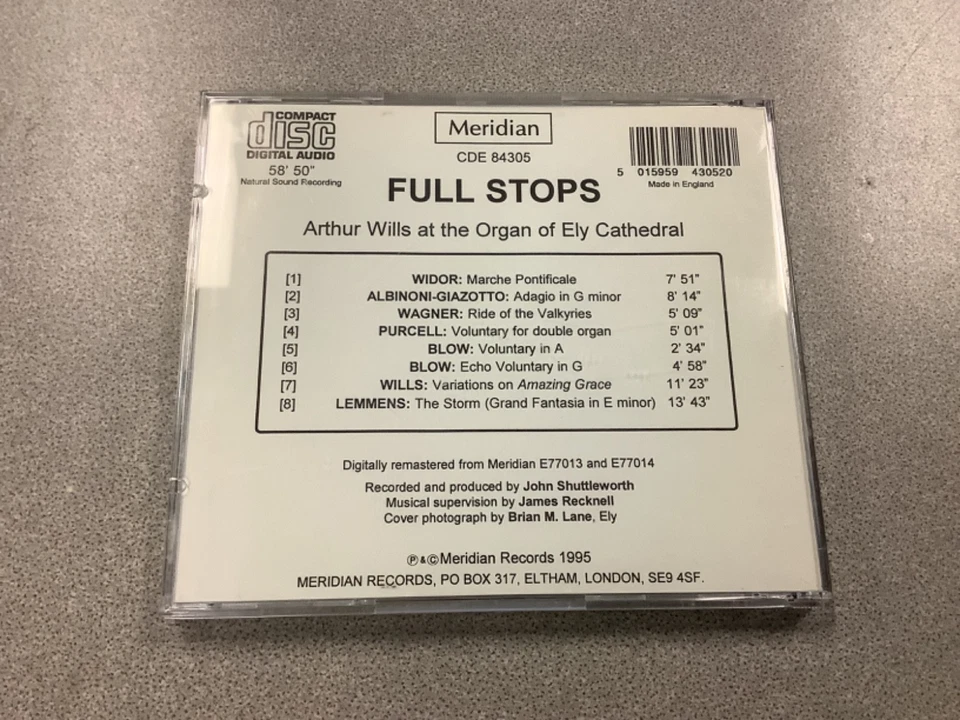 COMPACT
disc
DIGITAL AUDIO
58' 50"
Natural Sound Recording
Meridian
CDE 84305
5 015959 430520
Made in England
FULL STOPS
Arthur Wills at the Organ of Ely Cathedral
[1] WIDOR: Marche Pontificale 7' 51"
[2] ALBINONI-GIAZOTTO: Adagio in G minor 8' 14"
[3] WAGNER: Ride of the Valkyries 5' 09"
[4] PURCELL: Voluntary for double organ 5' 01"
[5] BLOW: Voluntary in A 2' 34"
[6] BLOW: Echo Voluntary in G 4' 58"
[7] WILLS: Variations on Amazing Grace 11' 23"
[8] LEMMENS: The Storm (Grand Fantasia in E minor) 13' 43"
Digitally remastered from Meridian E77013 and E77014
Recorded and produced by John Shuttleworth
Musical supervision by James Recknell
Cover photograph by Brian M. Lane, Ely
℗ & © Meridian Records 1995
MERIDIAN RECORDS, PO BOX 317, ELTHAM, LONDON, SE9 4SF.